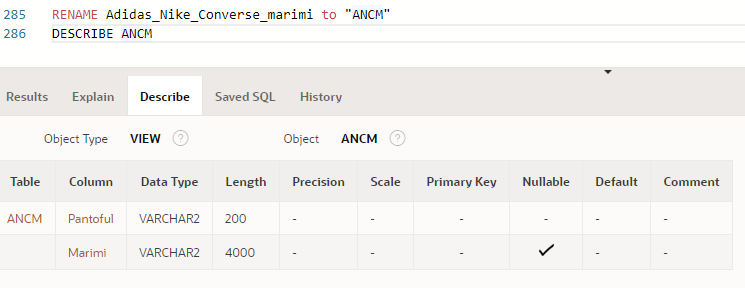 285 RENAME Adidas_Nike_Converse_marimi to "ANCM"
286 DESCRIBE ANCM
Results Explain Describe Saved SQL History
Object Type VIEW ? Object ANCM ?
Table Column Data Type Length Precision Scale Primary Key Nullable Default Comment
ANCM Pantoful VARCHAR2 200 - - - - - -
Marimi VARCHAR2 4000 - - - ✓ - -